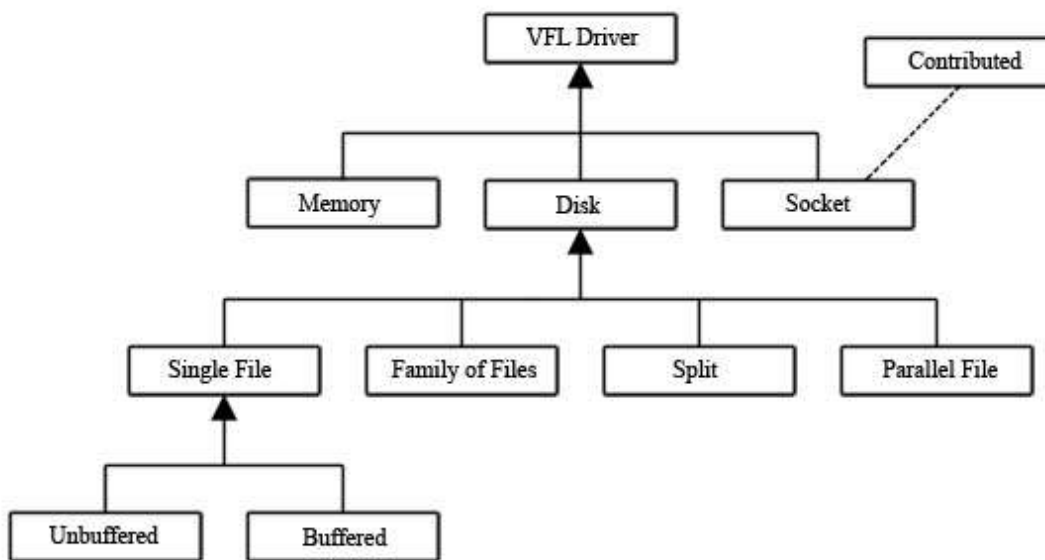 VFL Driver
Contributed
Memory
Disk
Socket
Single File
Family of Files
Split
Parallel File
Unbuffered
Buffered